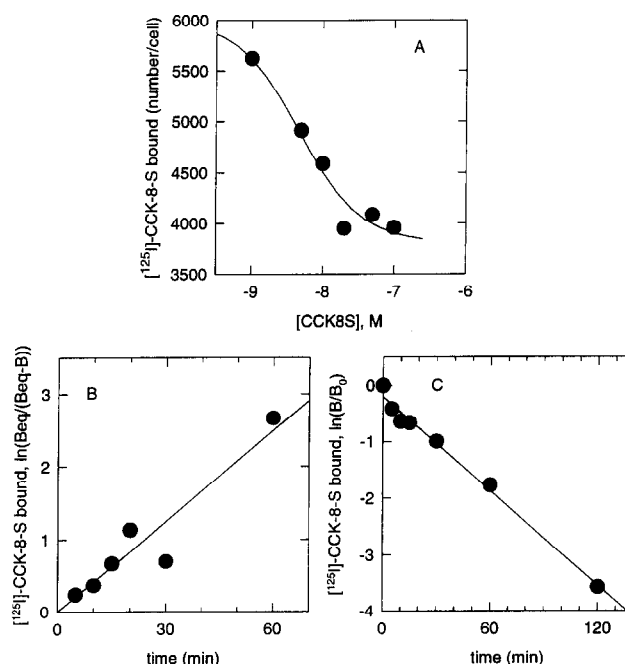 A
[¹²⁵I]-CCK-8-S bound (number/cell)
6000
5500
5000
4500
4000
3500
-9
-8
-7
-6
[CCK8S], M
B
[¹²⁵I]-CCK-8-S bound, ln(Beq/(Beq-B))
3
2
1
0
0
30
60
time (min)
C
[¹²⁵I]-CCK-8-S bound, ln(B/B₀)
0
-1
-2
-3
-4
0
60
120
time (min)